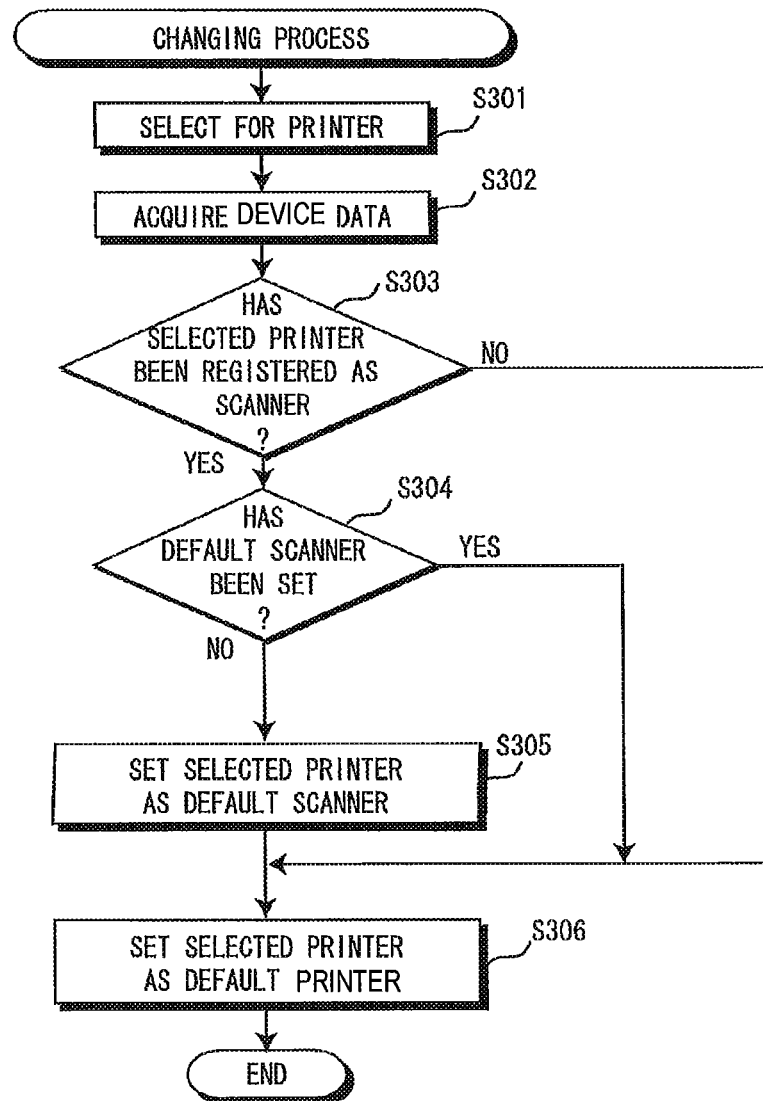 CHANGING PROCESS
S301
SELECT FOR PRINTER
S302
ACQUIRE DEVICE DATA
S303
HAS
SELECTED PRINTER
BEEN REGISTERED AS
SCANNER
?
NO
YES
S304
HAS
DEFAULT SCANNER
BEEN SET
?
YES
NO
S305
SET SELECTED PRINTER
AS DEFAULT SCANNER
S306
SET SELECTED PRINTER
AS DEFAULT PRINTER
END